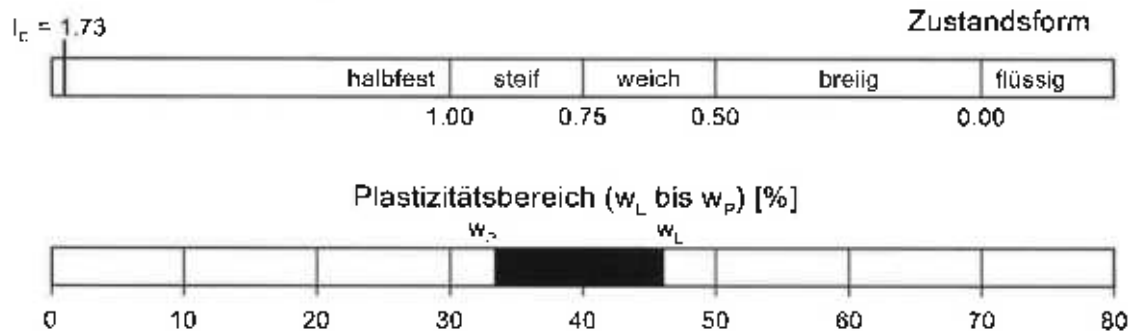 I_C = 1.73
Zustandsform
halbfest steif weich breiig flüssig
1.00 0.75 0.50 0.00
Plastizitätsbereich (w_L bis w_P) [%]
w_P w_L
0 10 20 30 40 50 60 70 80